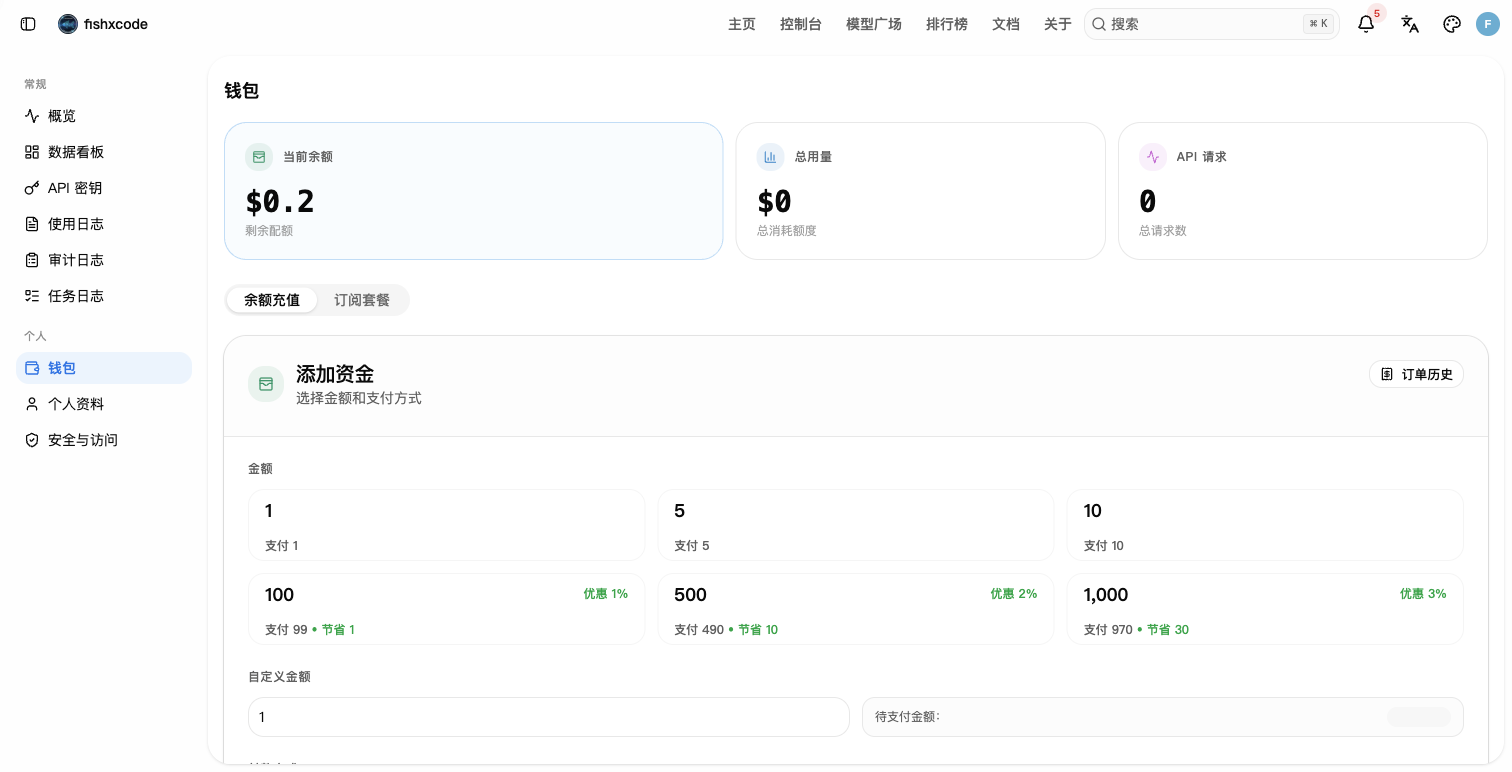 fishxcode
主页 控制台 模型广场 排行榜 文档 关于 搜索 ⌘ K 5 F
常规
概览
数据看板
API 密钥
使用日志
审计日志
任务日志
个人
钱包
个人资料
安全与访问
钱包
当前余额
$0.2
剩余配额
总用量
$0
总消耗额度
API 请求
0
总请求数
余额充值 订阅套餐
添加资金
选择金额和支付方式
订单历史
金额
1
支付 1
5
支付 5
10
支付 10
100 优惠 1%
支付 99 • 节省 1
500 优惠 2%
支付 490 • 节省 10
1,000 优惠 3%
支付 970 • 节省 30
自定义金额
1
待支付金额: